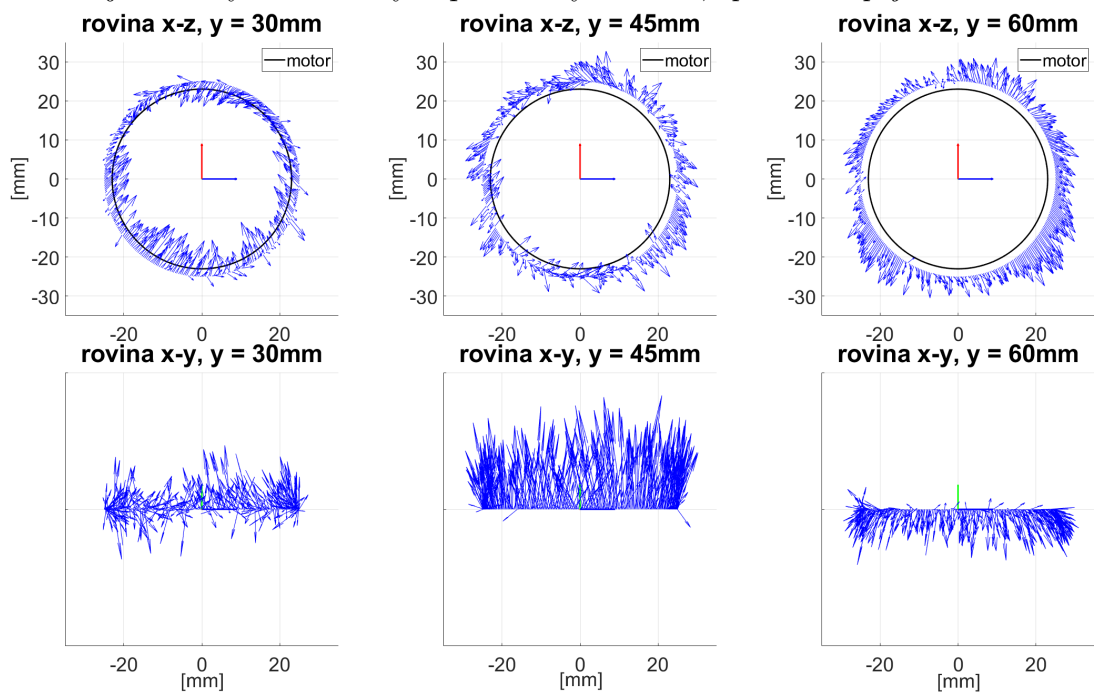 rovina x-z, y = 30mm
rovina x-z, y = 45mm
rovina x-z, y = 60mm
motor
motor
motor
30
20
10
0
-10
-20
-30
[mm]
-20 0 20
30
20
10
0
-10
-20
-30
[mm]
-20 0 20
30
20
10
0
-10
-20
-30
[mm]
-20 0 20
rovina x-y, y = 30mm
rovina x-y, y = 45mm
rovina x-y, y = 60mm
-20 0 20
[mm]
-20 0 20
[mm]
-20 0 20
[mm]